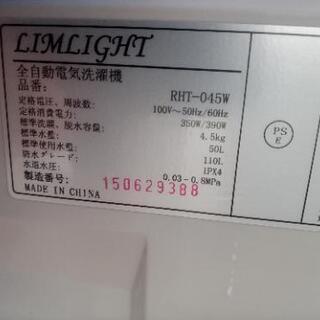 LIMLIGHT
全自動電気洗濯機
品番: RHT-045W
定格電圧、周波数: 100V~50Hz/60Hz
定格消費電力: 350W/390W
標準洗濯、脱水容量: 4.5kg
標準水量: 50L
標準使用水量: 110L
防水グレード: IPX4
水道水圧: 0.03-0.8MPa
製造番号: 150629388
MADE IN CHINA
PS
E